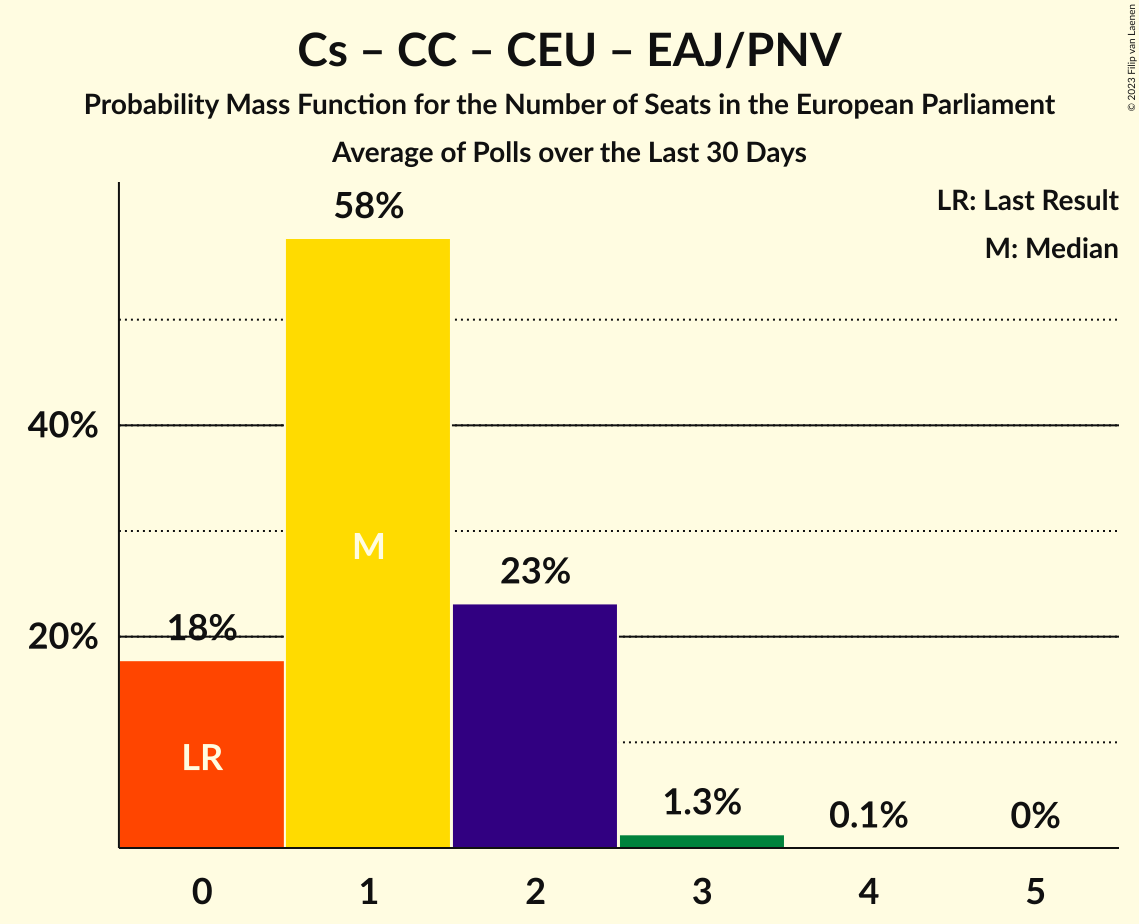 Cs – CC – CEU – EAJ/PNV
Probability Mass Function for the Number of Seats in the European Parliament
Average of Polls over the Last 30 Days
© 2023 Filip van Laenen
LR: Last Result
M: Median
58%
40%
M
23%
20%
18%
LR
1.3%
0.1%
0%
0 1 2 3 4 5